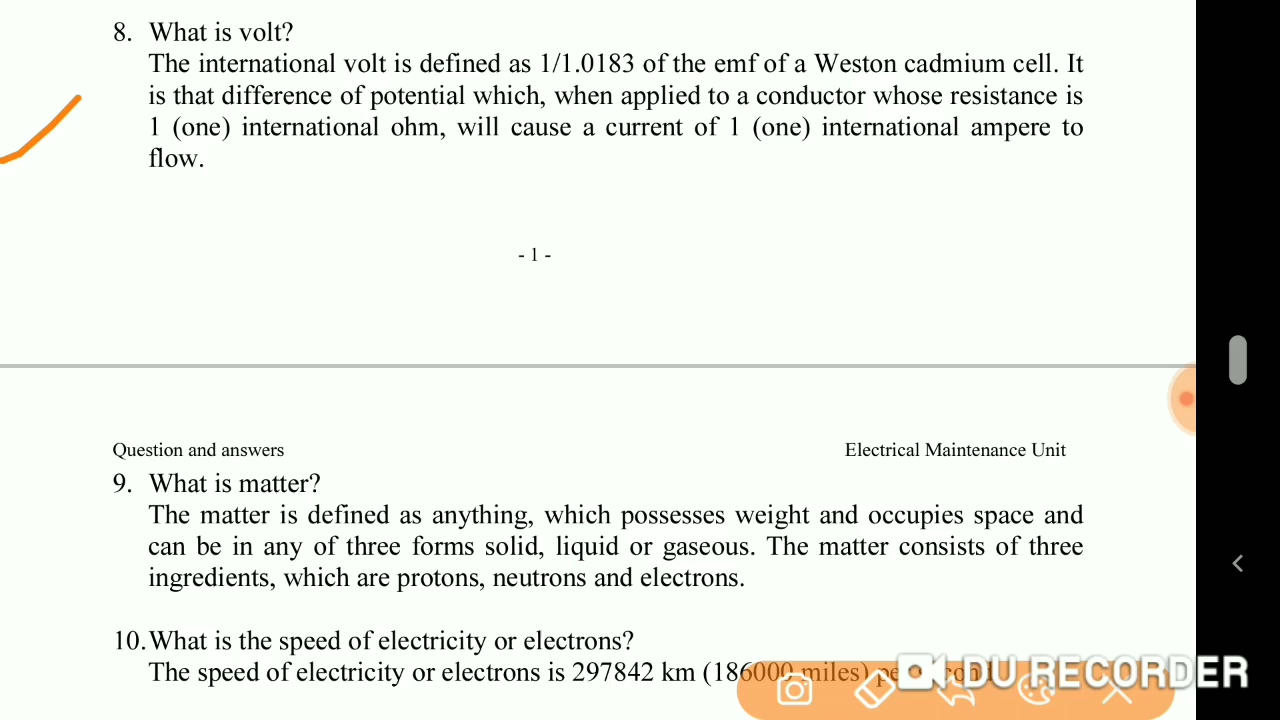 8. What is volt?
The international volt is defined as 1/1.0183 of the emf of a Weston cadmium cell. It
is that difference of potential which, when applied to a conductor whose resistance is
1 (one) international ohm, will cause a current of 1 (one) international ampere to
flow.
- 1 -
Question and answers Electrical Maintenance Unit
9. What is matter?
The matter is defined as anything, which possesses weight and occupies space and
can be in any of three forms solid, liquid or gaseous. The matter consists of three
ingredients, which are protons, neutrons and electrons.
10. What is the speed of electricity or electrons?
The speed of electricity or electrons is 297842 km (186000 miles)
DU RECORDER